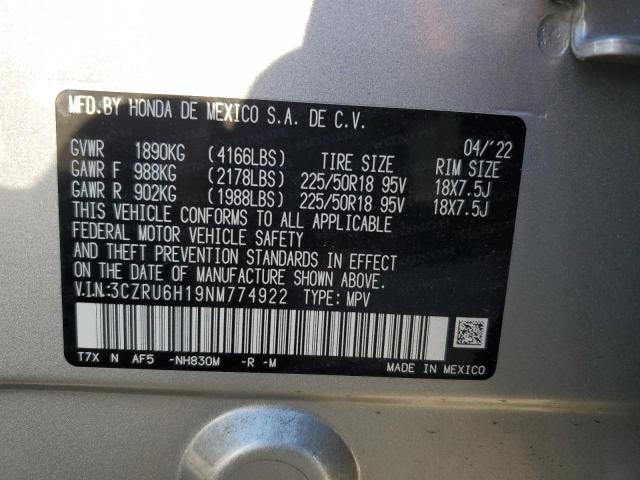 MFD.BY HONDA DE MEXICO S.A. DE C.V.
04/'22
GVWR 1890KG (4166LBS) TIRE SIZE RIM SIZE
GAWR F 988KG (2178LBS) 225/50R18 95V 18X7.5J
GAWR R 902KG (1988LBS) 225/50R18 95V 18X7.5J
THIS VEHICLE CONFORMS TO ALL APPLICABLE
FEDERAL MOTOR VEHICLE SAFETY
AND THEFT PREVENTION STANDARDS IN EFFECT
ON THE DATE OF MANUFACTURE SHOWN ABOVE.
V.I.N.:3CZRU6H19NM774922 TYPE: MPV
T7X N AF5 -NH830M -R -M
MADE IN MEXICO